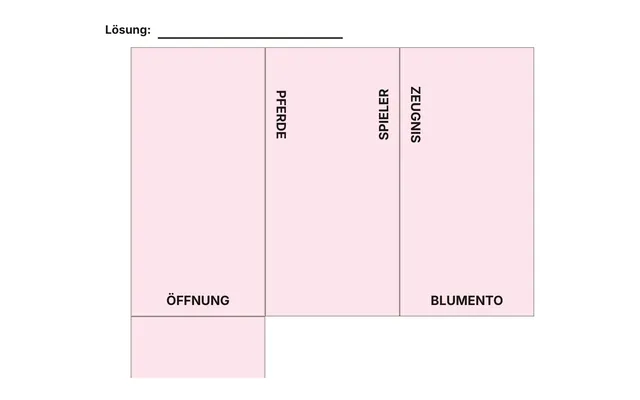 Lösung:
PFERDE
SPIELER
ZEUGNIS
ÖFFNUNG
BLUMENTO